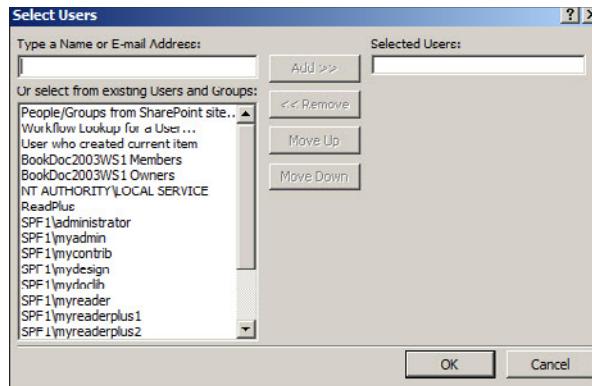 Select Users
Type a Name or E-mail Address:
Selected Users:
Add >>
Or select from existing Users and Groups:
<< Remove
Move Up
Move Down
People/Groups from SharePoint site..
Workflow Lookup for a User...
User who created current item
BookDoc2003WS1 Members
BookDoc2003WS1 Owners
NT AUTHORITY\LOCAL SERVICE
ReadPlus
SPF1\administrator
SPF1\myadmin
SPF1\mycontrib
SPF1\mydesign
SPF1\mydoclib
SPF1\myreader
SPF1\myreaderplus1
SPF1\myreaderplus2
OK
Cancel